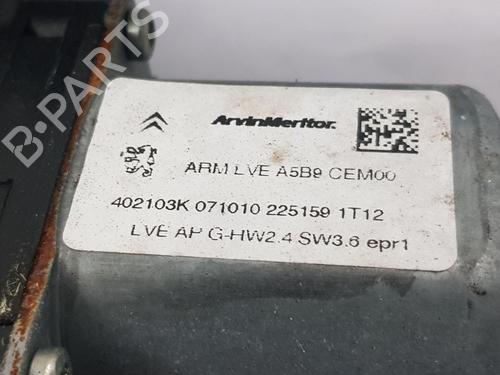 B-PARTS
ArvinMeritor.
ARM LVE A5B9 CEM00
402103K 071010 225159 1T12
LVE AP G-HW2.4 SW3.6 epr1